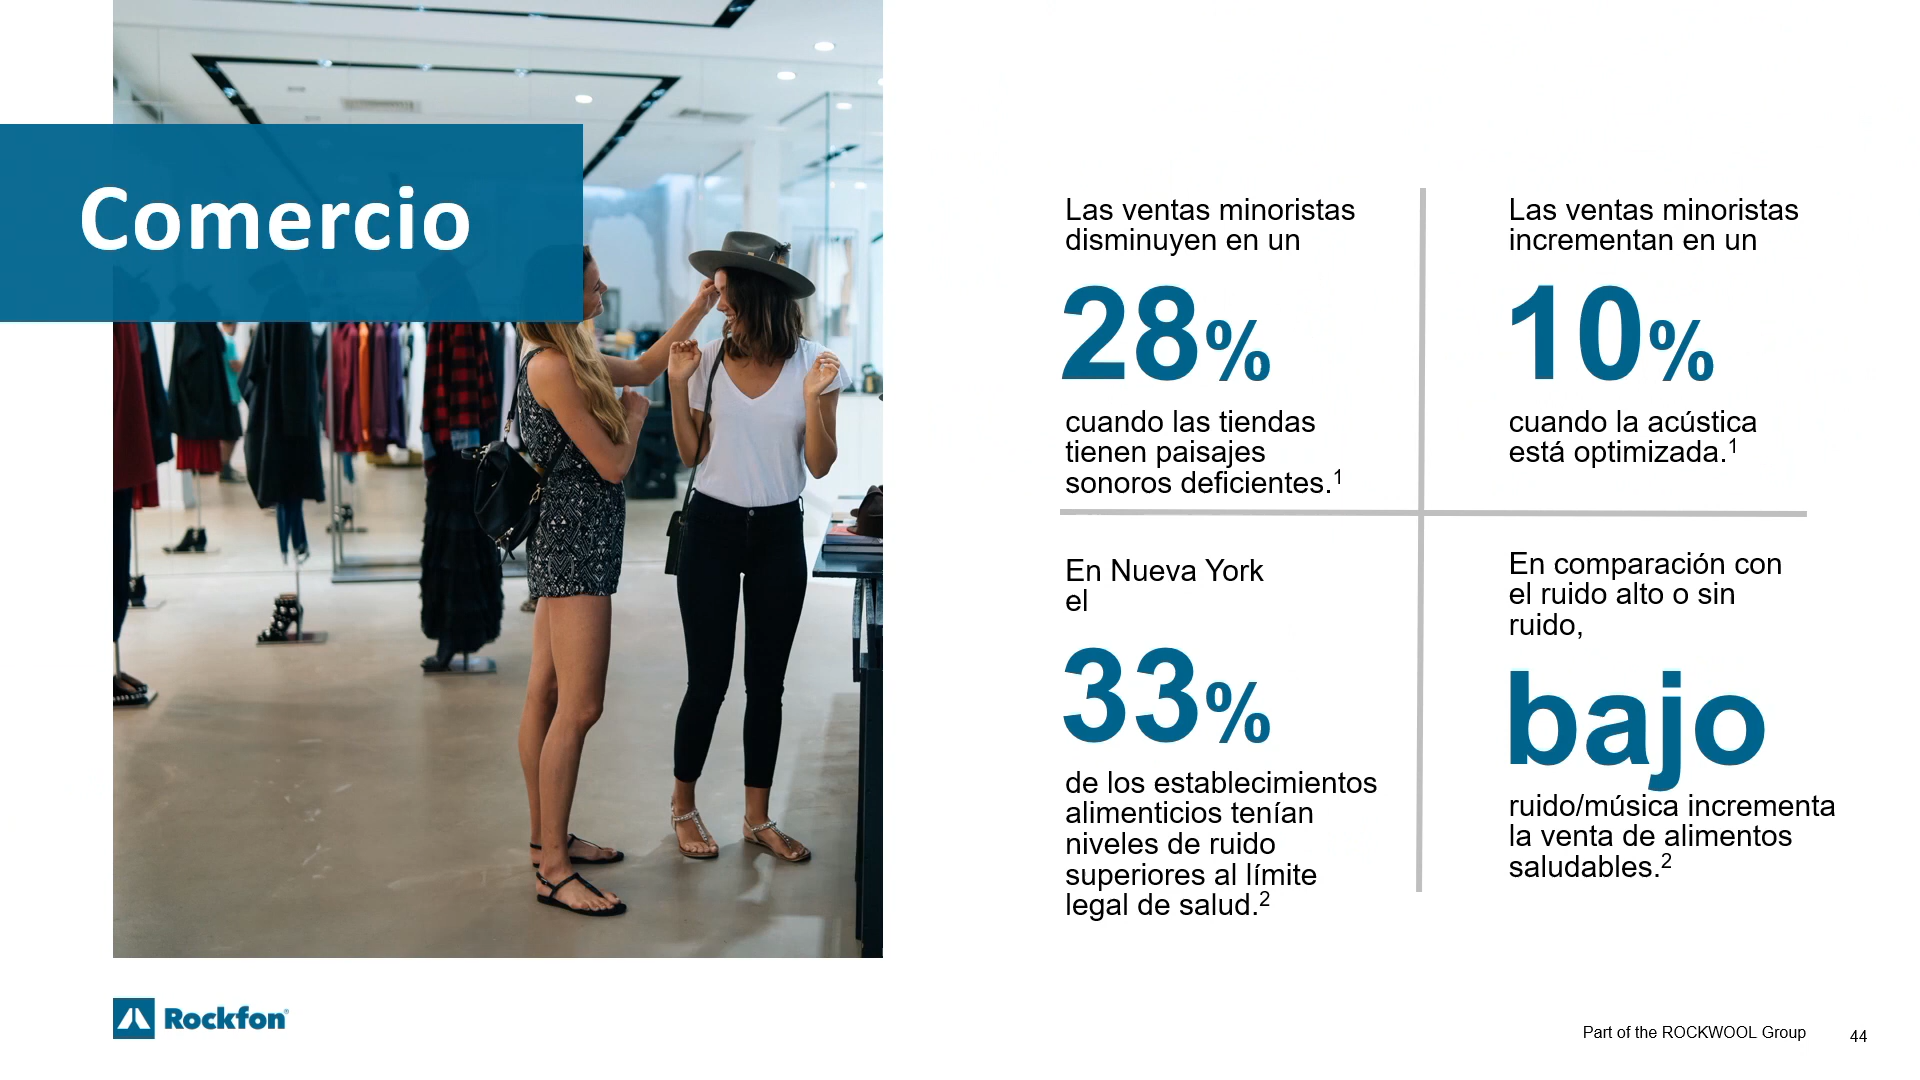 Comercio
Las ventas minoristas
disminuyen en un
28%
cuando las tiendas
tienen paisajes
sonoros deficientes.1
Las ventas minoristas
incrementan en un
10%
cuando la acústica
está optimizada.1
En Nueva York
el
33%
de los establecimientos
alimenticios tenían
niveles de ruido
superiores al límite
legal de salud.2
En comparación con
el ruido alto o sin
ruido,
bajo
ruido/música incrementa
la venta de alimentos
saludables.2
Rockfon®
Part of the ROCKWOOL Group
44